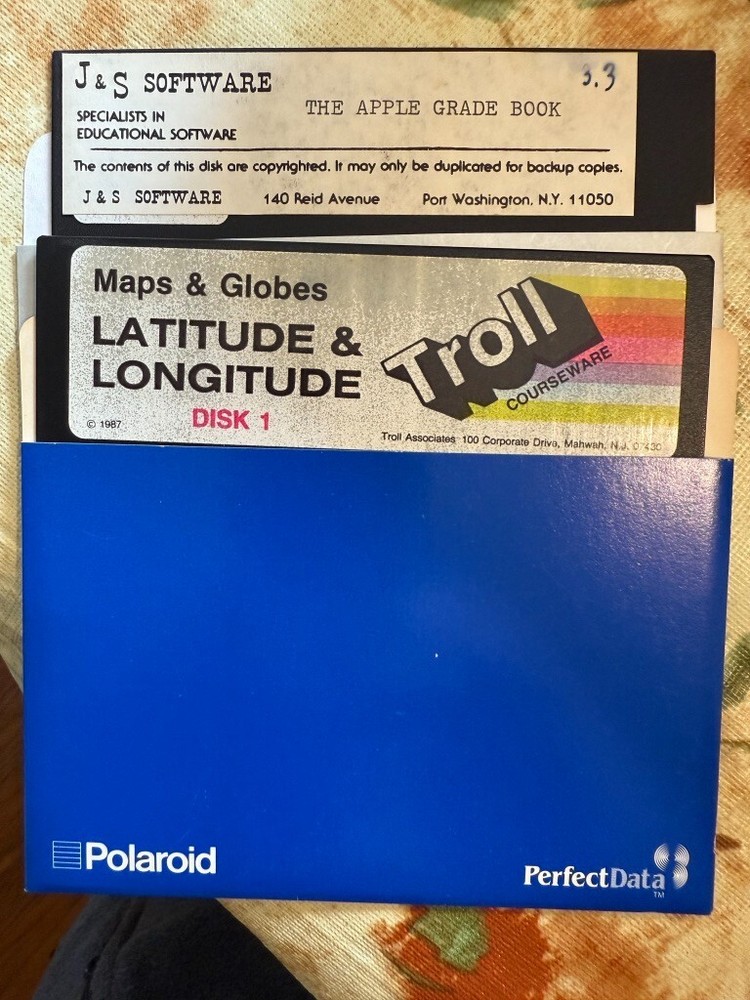 J & S SOFTWARE
3.3
THE APPLE GRADE BOOK
SPECIALISTS IN
EDUCATIONAL SOFTWARE
The contents of this disk are copyrighted. It may only be duplicated for backup copies.
J & S SOFTWARE 140 Reid Avenue Port Washington, N.Y. 11050
Maps & Globes
LATITUDE &
LONGITUDE
DISK 1
© 1987
Troll
COURSEWARE
Troll Associates 100 Corporate Drive, Mahwah, N.J. 07430
Polaroid
PerfectData
TM